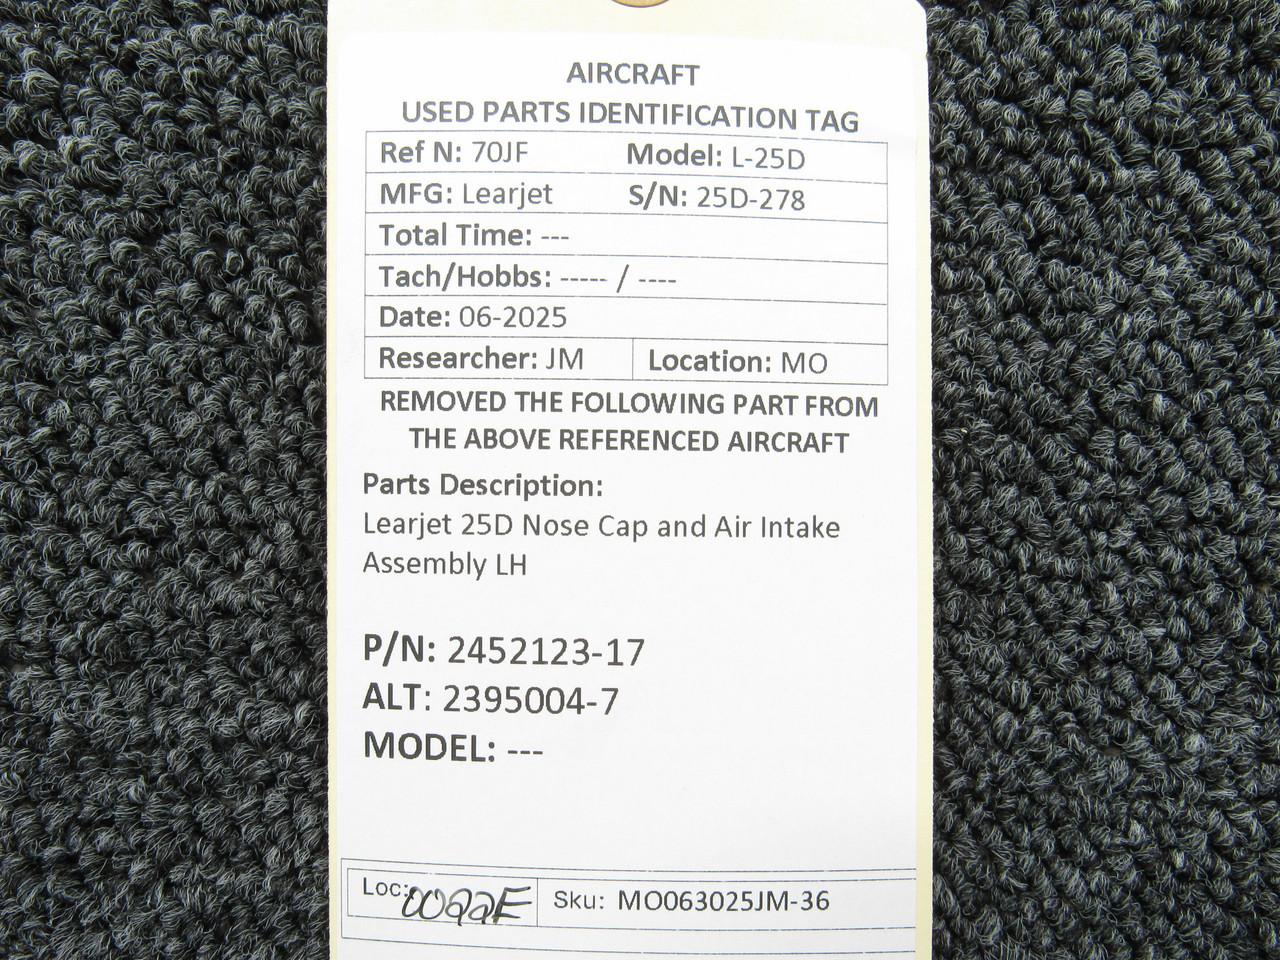 AIRCRAFT
USED PARTS IDENTIFICATION TAG
Ref N: 70JF Model: L-25D
MFG: Learjet S/N: 25D-278
Total Time: ---
Tach/Hobbs: ----- / ----
Date: 06-2025
Researcher: JM Location: MO
REMOVED THE FOLLOWING PART FROM
THE ABOVE REFERENCED AIRCRAFT
Parts Description:
Learjet 25D Nose Cap and Air Intake
Assembly LH
P/N: 2452123-17
ALT: 2395004-7
MODEL: ---
Loc: Sku: MO063025JM-36